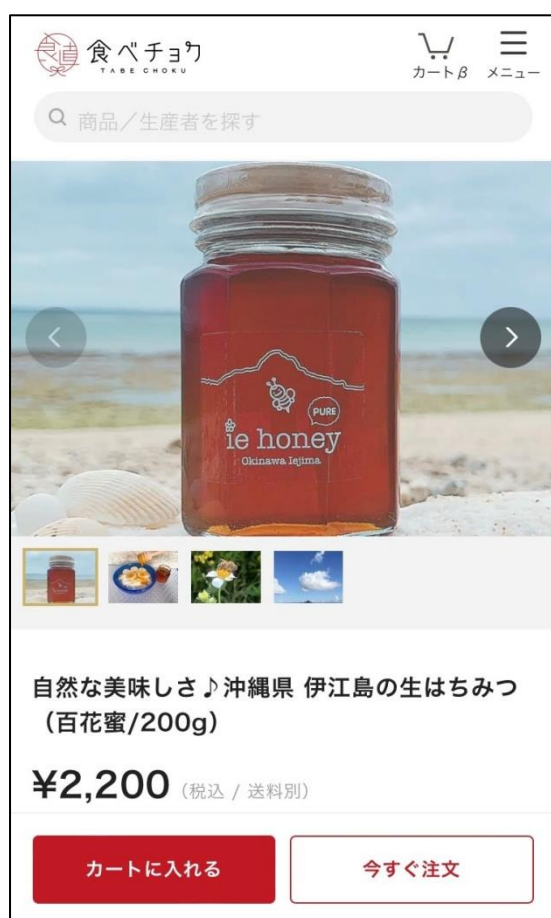 食べチョク
TABE CHOKU
カートβ
メニュー
商品／生産者を探す
PURE
ie honey
Okinawa Iejima
自然な美味しさ♪沖縄県 伊江島の生はちみつ
（百花蜜/200g）
¥2,200（税込 / 送料別）
カートに入れる
今すぐ注文